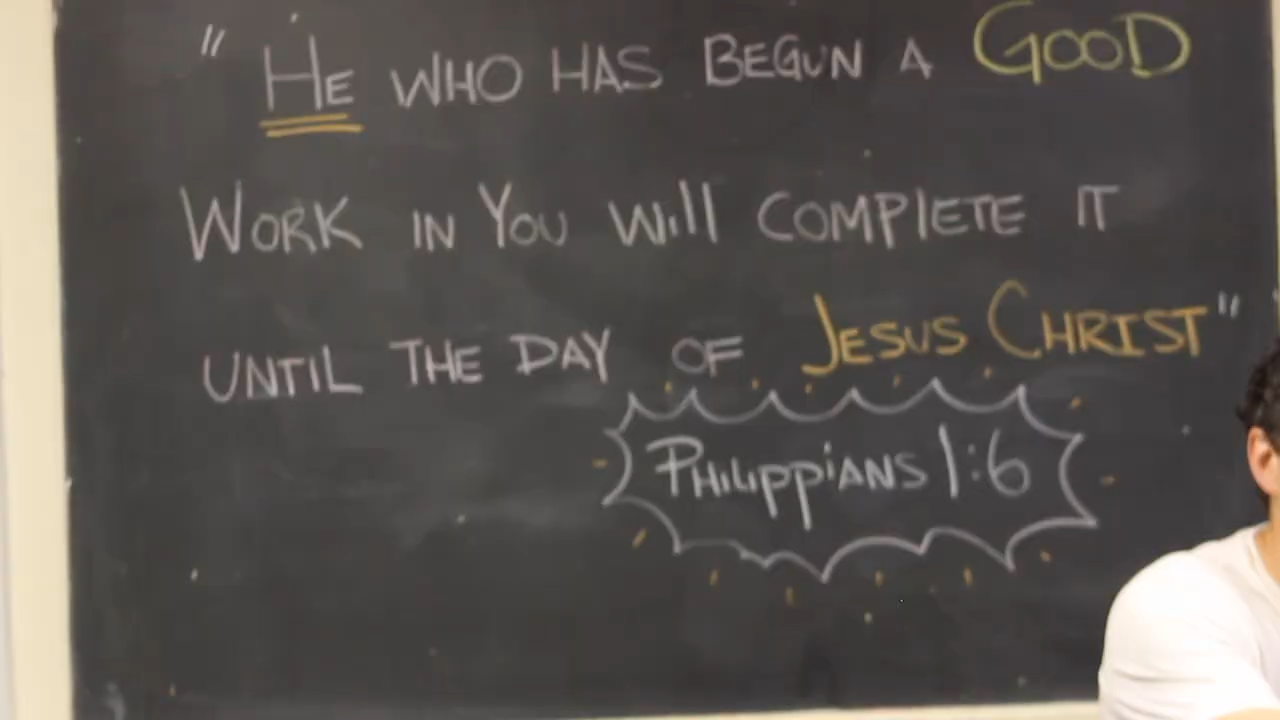 " HE WHO HAS BEGUN A GOOD
WORK IN YOU WIll COMPlETE IT
UNTIL THE DAY OF JESUS CHRIST"
PHILIPPIANS 1:6